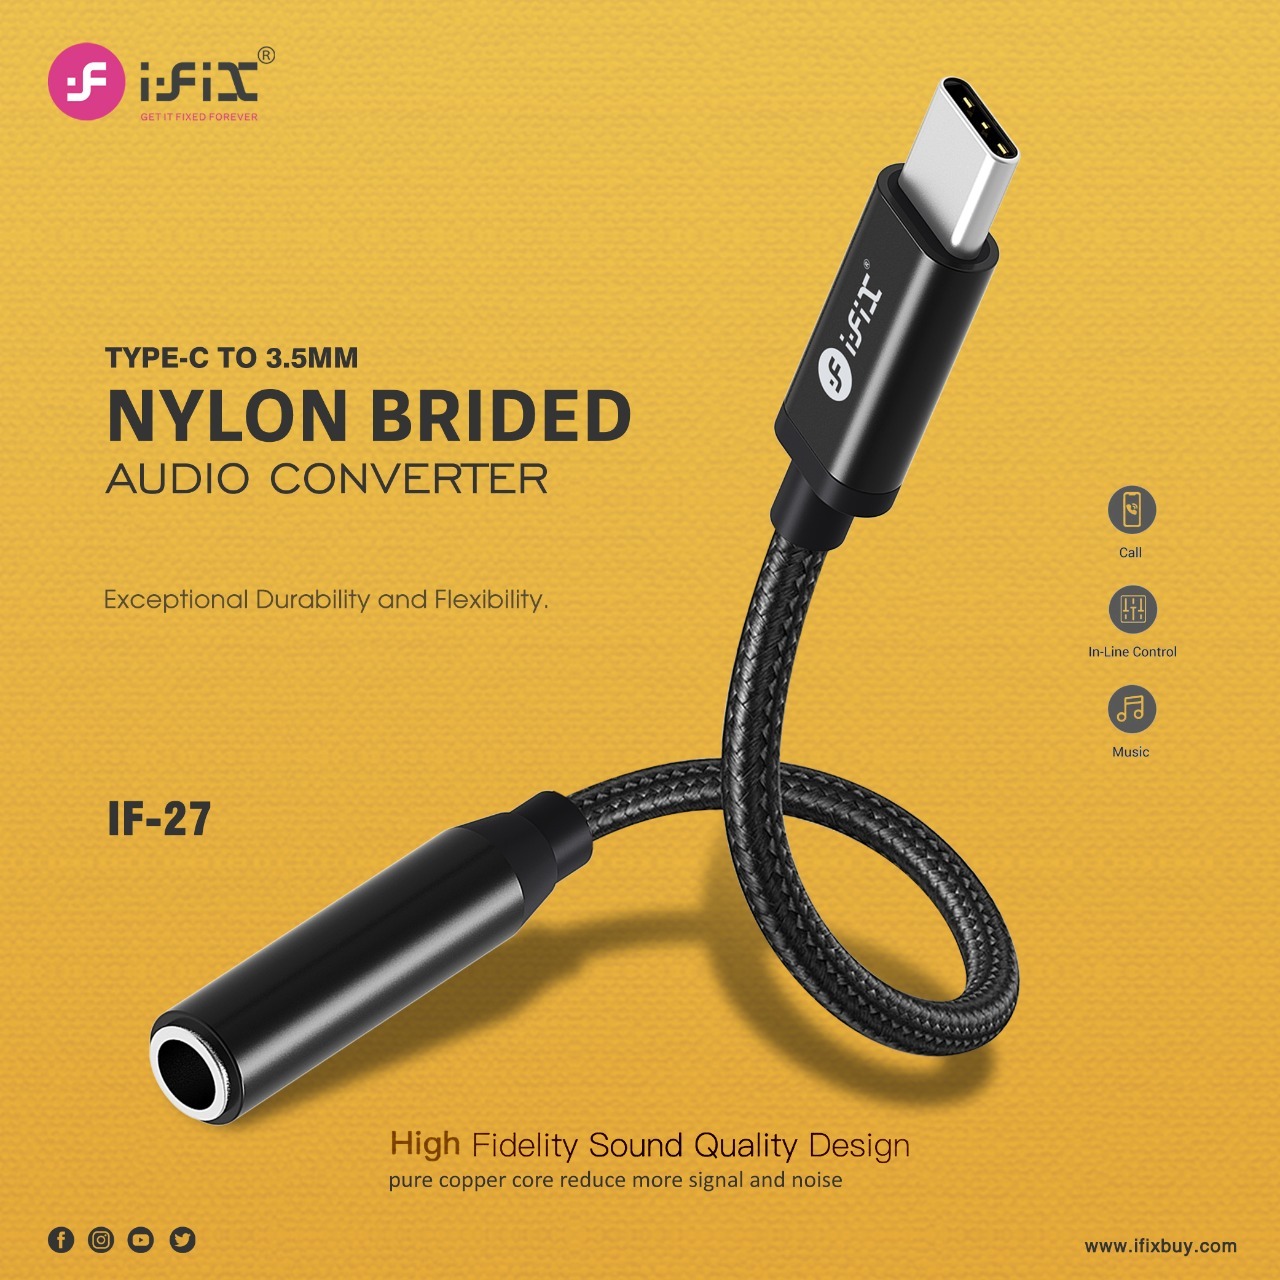 i·FiX®
GET IT FIXED FOREVER
i·FiX®
TYPE-C TO 3.5MM
NYLON BRIDED
AUDIO CONVERTER
Call
In-Line Control
Exceptional Durability and Flexibility.
Music
IF-27
High Fidelity Sound Quality Design
pure copper core reduce more signal and noise
www.ifixbuy.com